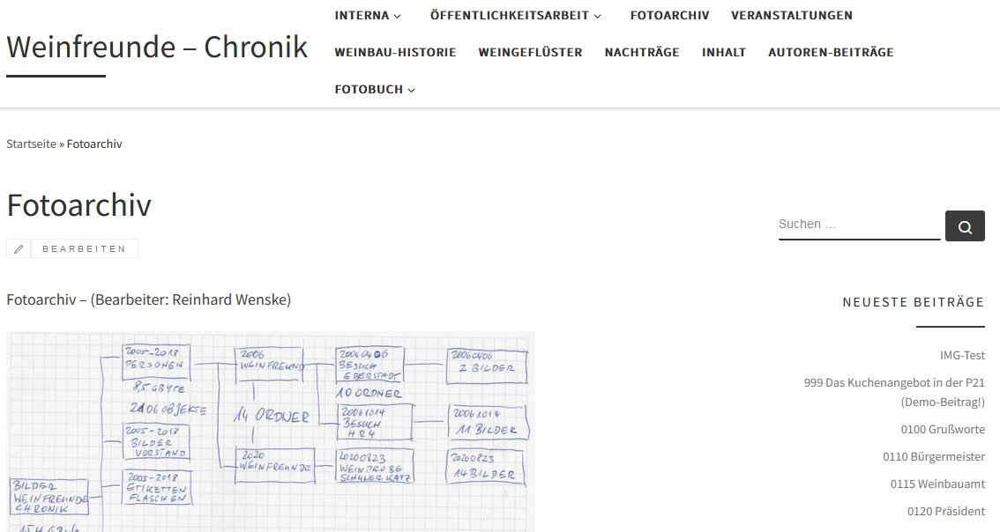 Weinfreunde – Chronik
INTERNA
ÖFFENTLICHKEITSARBEIT
FOTOARCHIV
VERANSTALTUNGEN
WEINBAU-HISTORIE
WEINGEFLÜSTER
NACHTRÄGE
INHALT
AUTOREN-BEITRÄGE
FOTOBUCH
Startseite » Fotoarchiv
Fotoarchiv
BEARBEITEN
Fotoarchiv – (Bearbeiter: Reinhard Wenske)
2005-2018
PERSONEN
8,5 GBYTE
2106 OBJEKTE
2005-2018
BILDER
VORSTAND
2005-2018
ETIKETTEN
FLASCHEN
BILDER
WEINFREUNDE
CHRONIK
2006
WEINFREUND
14 ORDNER
2020
WEINFREUNDE
20060406
BESUCH
EBERSTADT
10 ORDNER
20061014
BESUCH
HR4
20200823
WEINPROBE
SCHÜLER KATZ
20060406
2 BILDER
20061014
11 BILDER
20200823
14 BILDER
Suchen …
NEUESTE BEITRÄGE
IMG-Test
999 Das Kuchenangebot in der P21
(Demo-Beitrag!)
0100 Grußworte
0110 Bürgermeister
0115 Weinbauamt
0120 Präsident